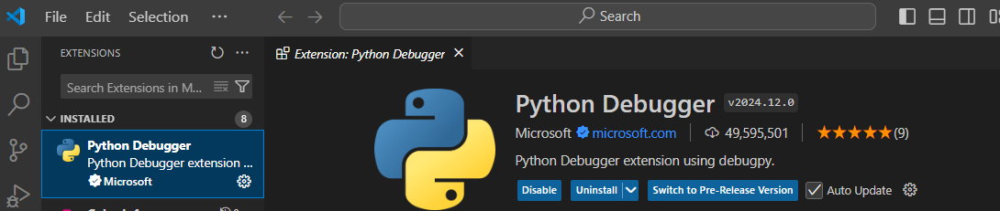 File Edit Selection ··· Search
EXTENSIONS ···
Extension: Python Debugger
Search Extensions in M...
INSTALLED 8
Python Debugger
Python Debugger extension ...
Microsoft
Python Debugger v2024.12.0
Microsoft microsoft.com 49,595,501 (9)
Python Debugger extension using debugpy.
Disable Uninstall Switch to Pre-Release Version Auto Update